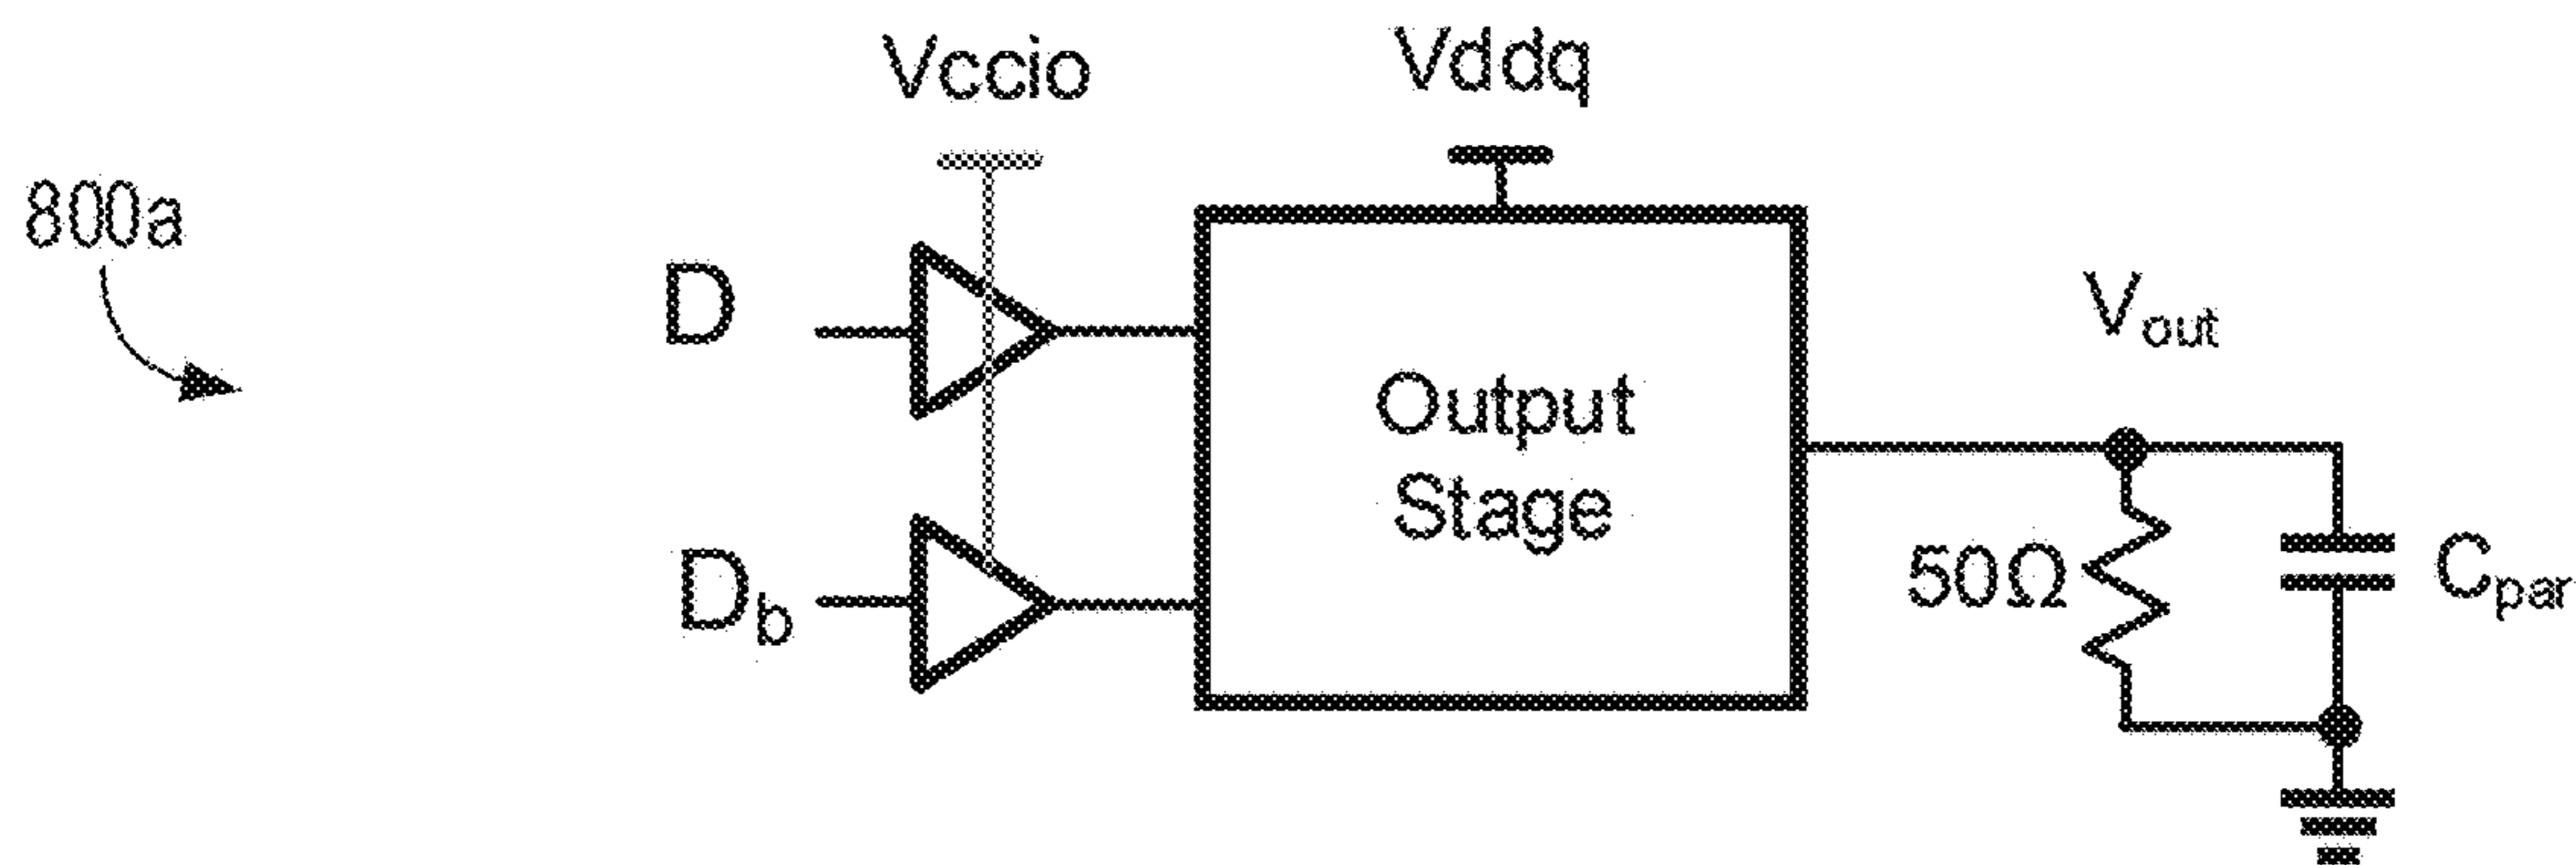 Vccio
Vddq
800a
D
Vout
Output
Stage
Db
50Ω
Cpar